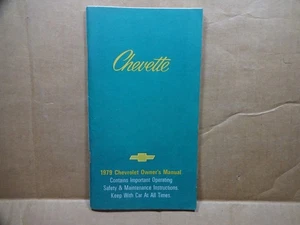 Chevette
1979 Chevrolet Owner's Manual
Contains Important Operating
Safety & Maintenance Instructions.
Keep With Car At All Times.